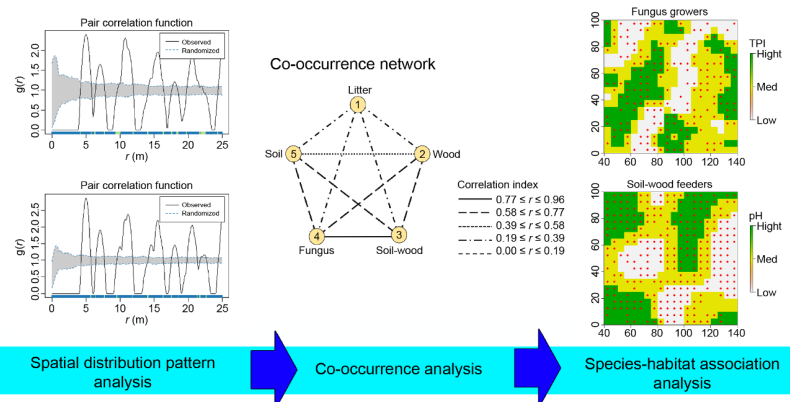 Pair correlation function
Observed
Randomized
g(r)
0.0 0.5 1.0 1.5 2.0
0 5 10 15 20 25
r (m)
Pair correlation function
Observed
Randomized
g(r)
0.0 0.5 1.0 1.5 2.0 2.5
0 5 10 15 20 25
r (m)
Co-occurrence network
Litter
1
Soil 5
2 Wood
4
3
Fungus
Soil-wood
Correlation index
0.77 ≤ r ≤ 0.96
0.58 ≤ r ≤ 0.77
0.39 ≤ r ≤ 0.58
0.19 ≤ r ≤ 0.39
0.00 ≤ r ≤ 0.19
Fungus growers
0 20 40 60 80 100
40 60 80 100 120 140
TPI
Hight
Med
Low
Soil-wood feeders
0 20 40 60 80 100
40 60 80 100 120 140
pH
Hight
Med
Low
Spatial distribution pattern
analysis
Co-occurrence analysis
Species-habitat association
analysis